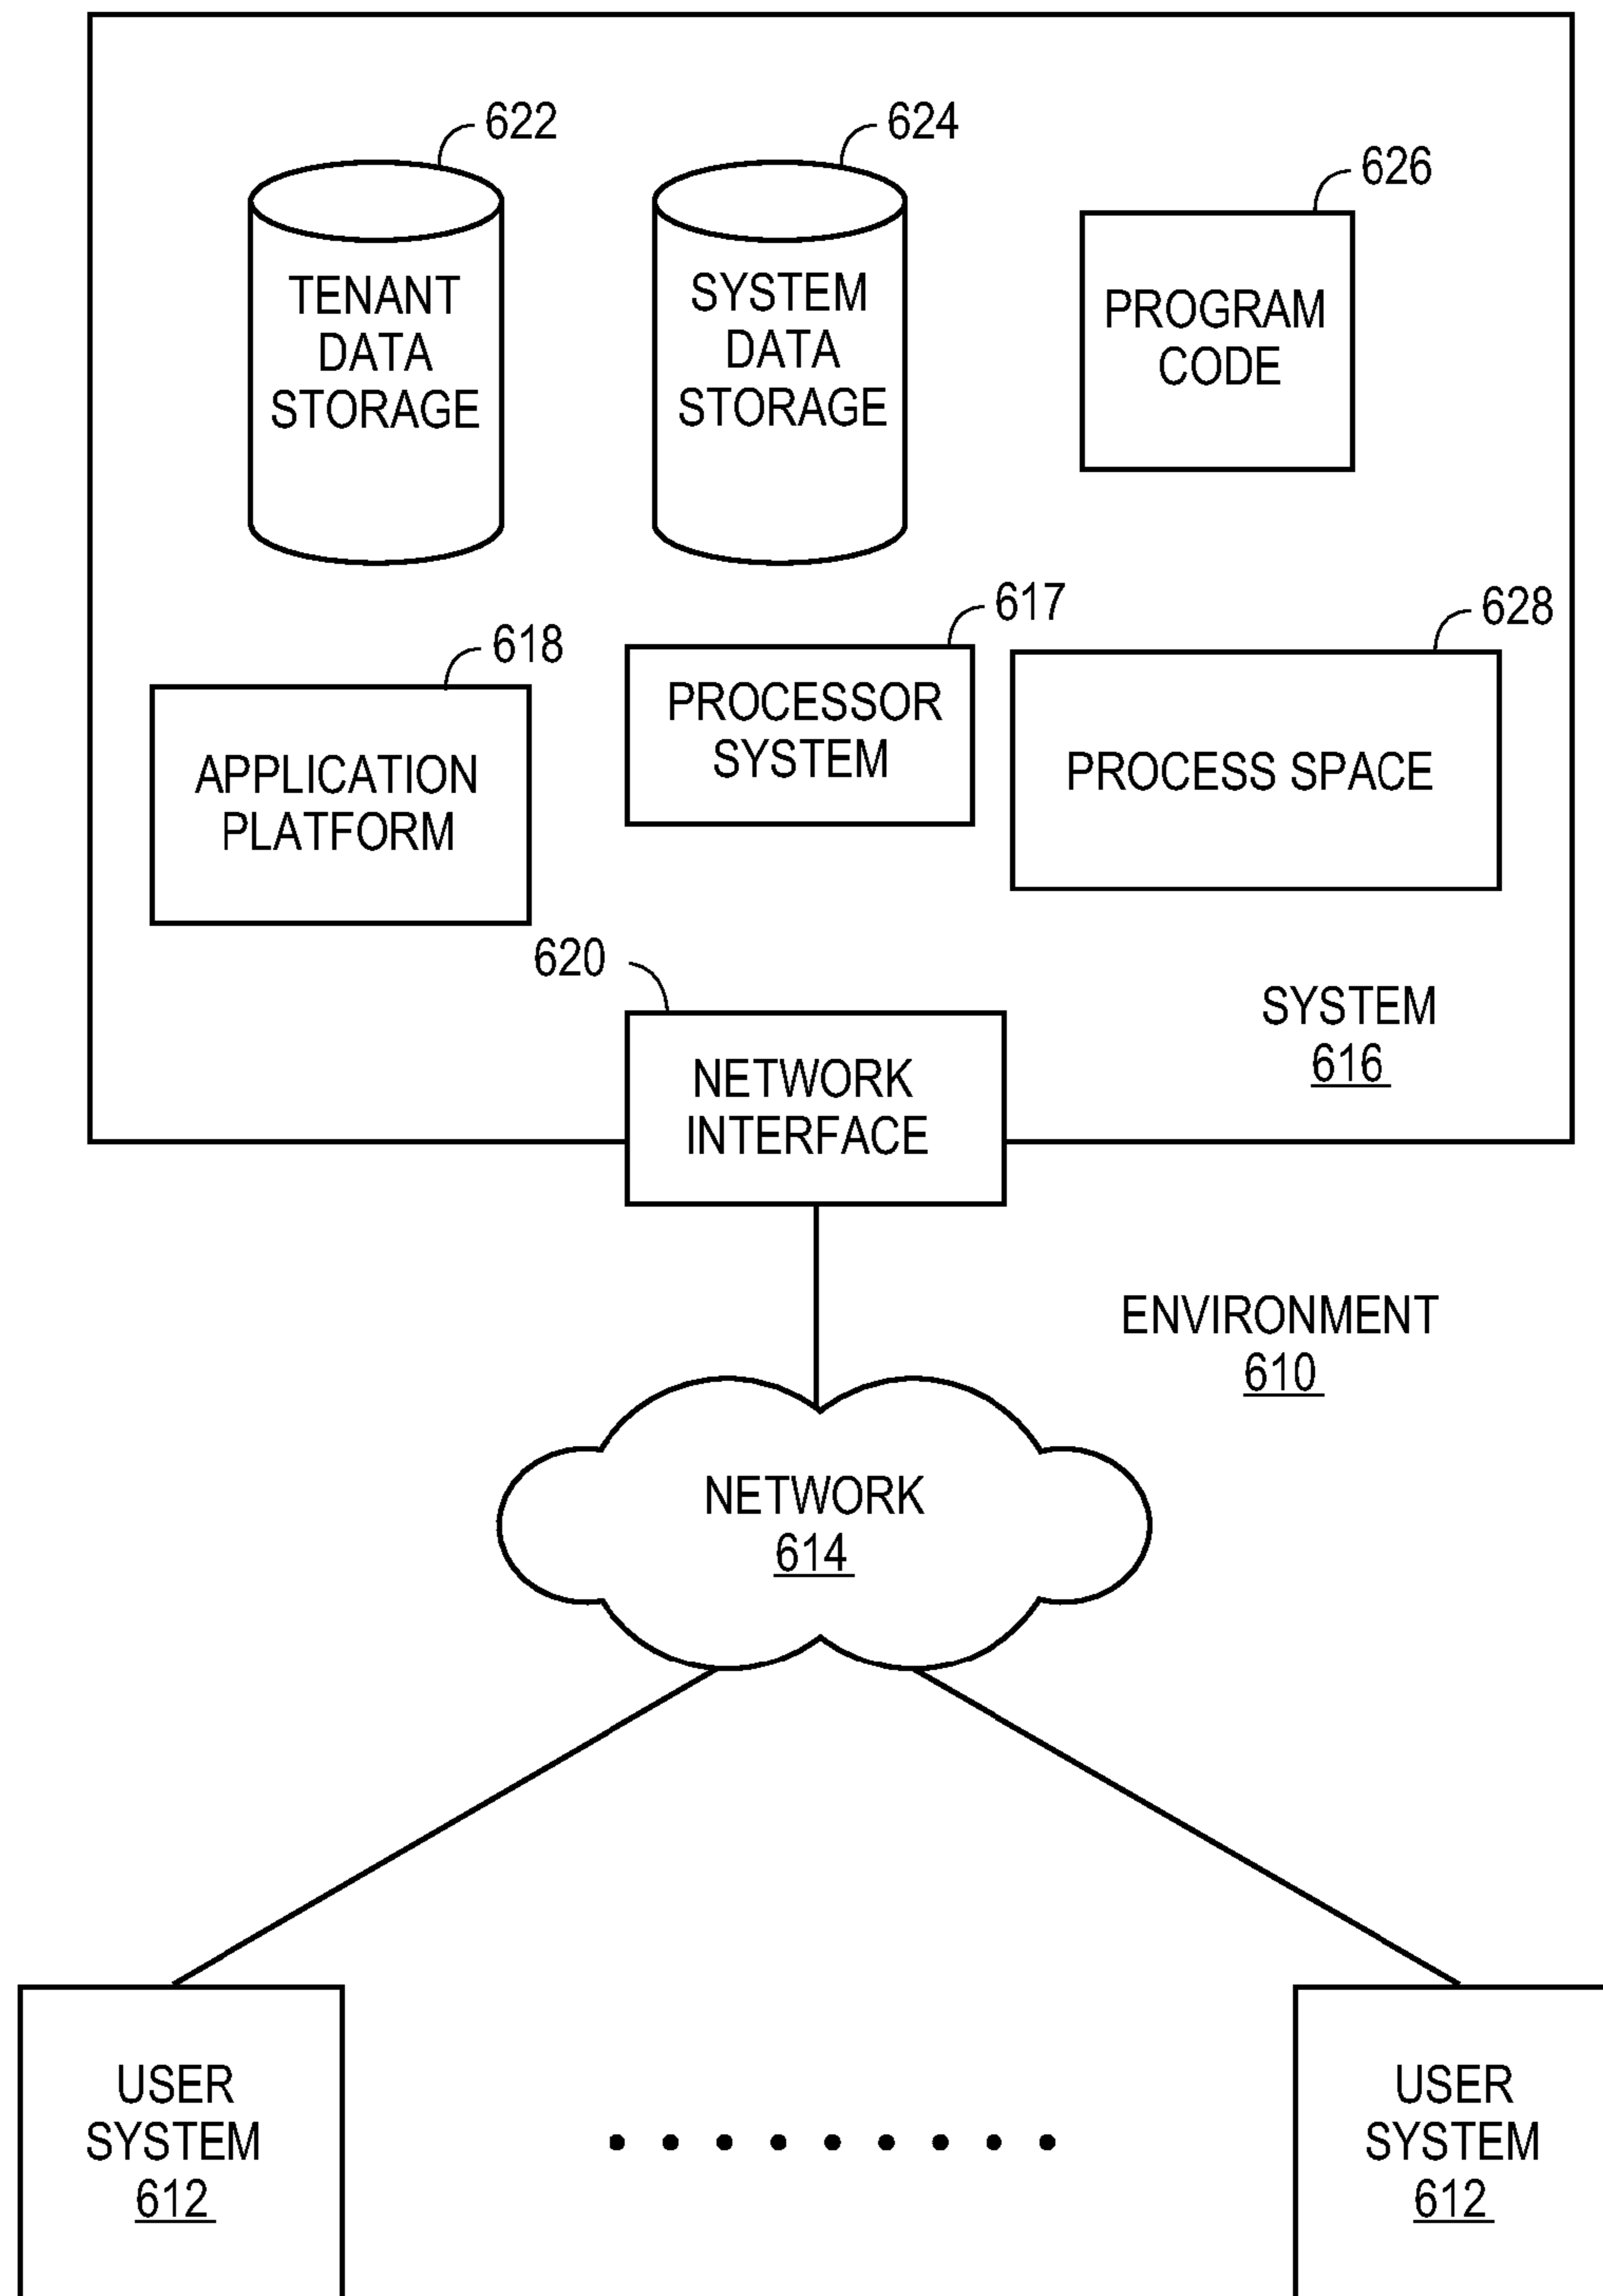 622
624
626
TENANT
DATA
STORAGE
SYSTEM
DATA
STORAGE
PROGRAM
CODE
618
617
628
APPLICATION
PLATFORM
PROCESSOR
SYSTEM
PROCESS SPACE
620
NETWORK
INTERFACE
SYSTEM
616
ENVIRONMENT
610
NETWORK
614
USER
SYSTEM
612
USER
SYSTEM
612